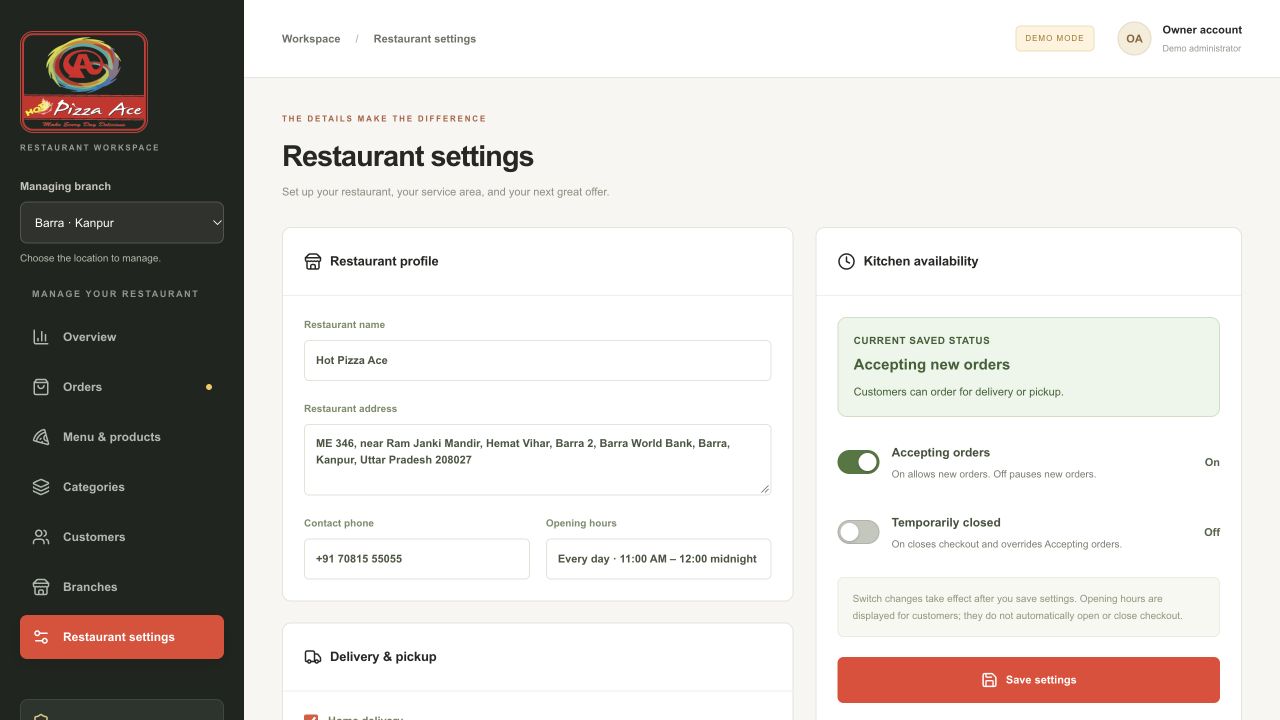 HOT Pizza Ace
Make Every Day Delicious
RESTAURANT WORKSPACE
Managing branch
Barra · Kanpur
Choose the location to manage.
MANAGE YOUR RESTAURANT
Overview
Orders
Menu & products
Categories
Customers
Branches
Restaurant settings
Workspace / Restaurant settings
DEMO MODE
OA
Owner account
Demo administrator
THE DETAILS MAKE THE DIFFERENCE
Restaurant settings
Set up your restaurant, your service area, and your next great offer.
Restaurant profile
Restaurant name
Hot Pizza Ace
Restaurant address
ME 346, near Ram Janki Mandir, Hemat Vihar, Barra 2, Barra World Bank, Barra,
Kanpur, Uttar Pradesh 208027
Contact phone
+91 70815 55055
Opening hours
Every day · 11:00 AM – 12:00 midnight
Delivery & pickup
Home delivery
Kitchen availability
CURRENT SAVED STATUS
Accepting new orders
Customers can order for delivery or pickup.
Accepting orders
On allows new orders. Off pauses new orders.
On
Temporarily closed
On closes checkout and overrides Accepting orders.
Off
Switch changes take effect after you save settings. Opening hours are
displayed for customers; they do not automatically open or close checkout.
Save settings